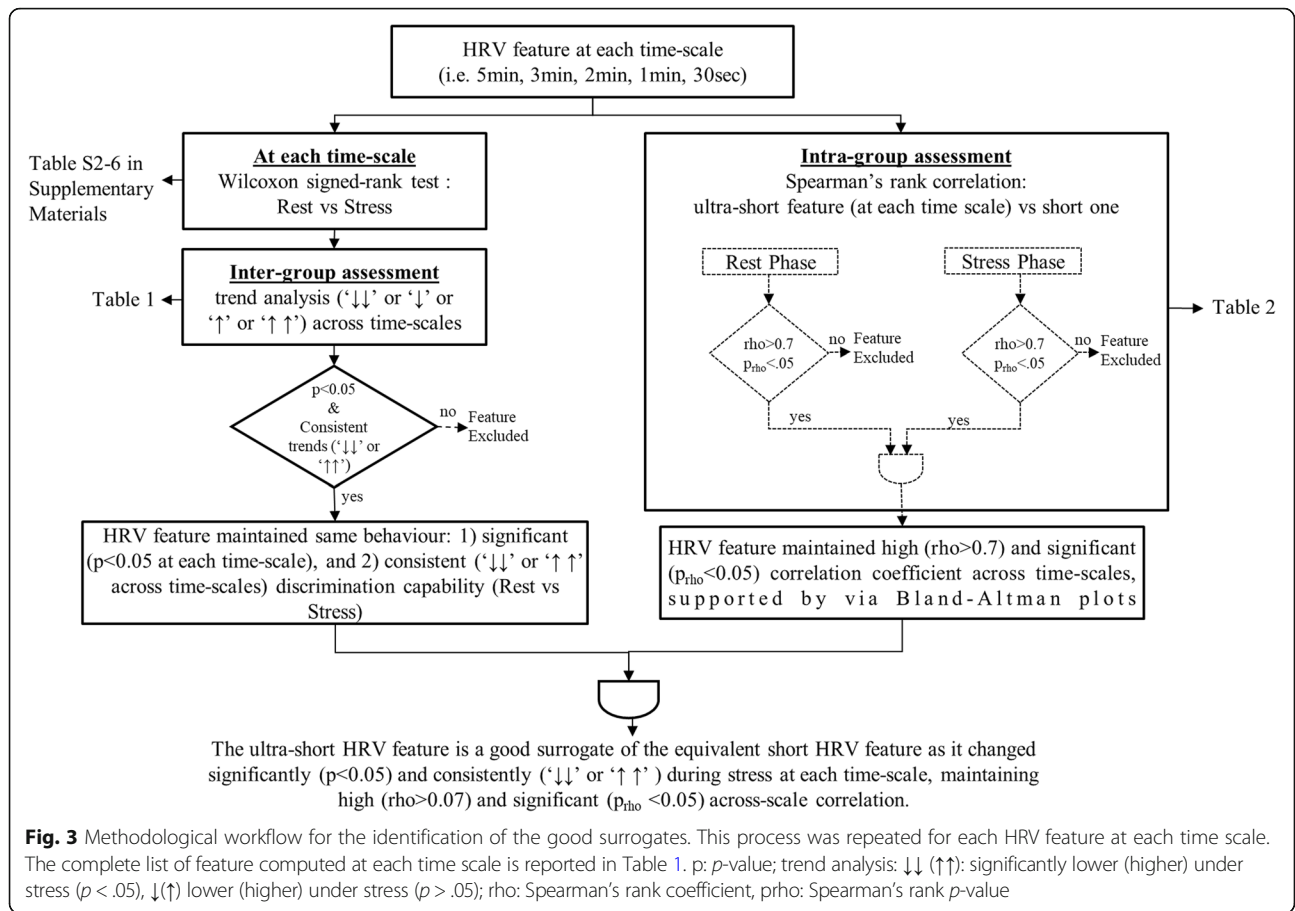 HRV feature at each time-scale
(i.e. 5min, 3min, 2min, 1min, 30sec)
Table S2-6 in
Supplementary
Materials
At each time-scale
Wilcoxon signed-rank test :
Rest vs Stress
Table 1
Inter-group assessment
trend analysis (‘↓↓’ or ‘↓’ or
‘↑’ or ‘↑ ↑’) across time-scales
p<0.05
&
Consistent
trends (‘↓↓’ or
‘↑↑’)
no
Feature
Excluded
yes
HRV feature maintained same behaviour: 1) significant
(p<0.05 at each time-scale), and 2) consistent (‘↓↓’ or ‘↑ ↑’
across time-scales) discrimination capability (Rest vs
Stress)
Intra-group assessment
Spearman’s rank correlation:
ultra-short feature (at each time scale) vs short one
Rest Phase
rho>0.7
prho<.05
no
Feature
Excluded
yes
Stress Phase
rho>0.7
prho<.05
no
Feature
Excluded
yes
Table 2
HRV feature maintained high (rho>0.7) and significant
(prho<0.05) correlation coefficient across time-scales,
supported by via Bland-Altman plots
The ultra-short HRV feature is a good surrogate of the equivalent short HRV feature as it changed
significantly (p<0.05) and consistently (‘↓↓’ or ‘↑ ↑’ ) during stress at each time-scale, maintaining
high (rho>0.07) and significant (prho <0.05) across-scale correlation.
Fig. 3 Methodological workflow for the identification of the good surrogates. This process was repeated for each HRV feature at each time scale.
The complete list of feature computed at each time scale is reported in Table 1. p: p-value; trend analysis: ↓↓ (↑↑): significantly lower (higher) under
stress (p < .05), ↓(↑) lower (higher) under stress (p > .05); rho: Spearman’s rank coefficient, prho: Spearman’s rank p-value